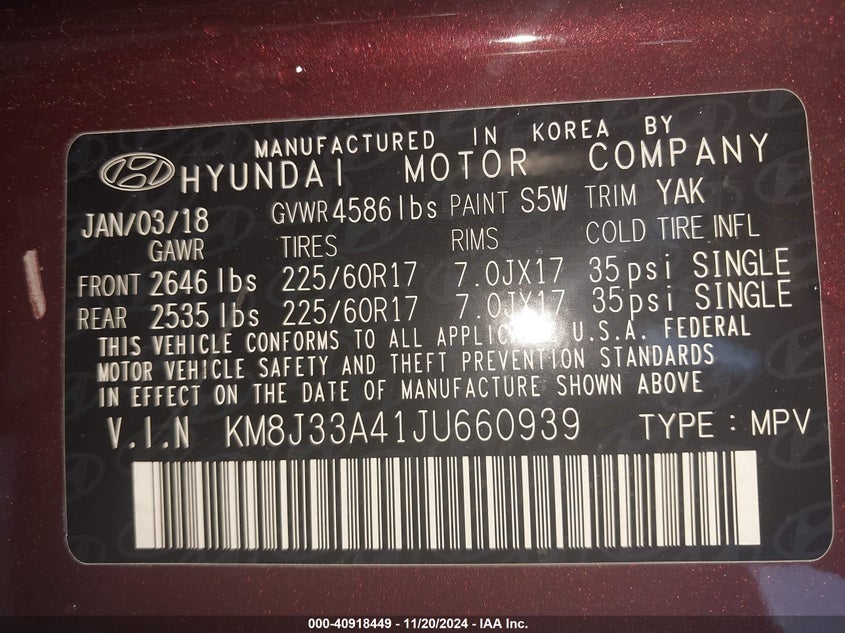 MANUFACTURED IN KOREA BY
HYUNDAI MOTOR COMPANY
JAN/03/18 GVWR 4586 lbs PAINT S5W TRIM YAK
GAWR TIRES RIMS COLD TIRE INFL
FRONT 2646 lbs 225/60R17 7.0JX17 35psi SINGLE
REAR 2535 lbs 225/60R17 7.0JX17 35psi SINGLE
THIS VEHICLE CONFORMS TO ALL U.S.A. FEDERAL
MOTOR VEHICLE SAFETY AND THEFT PREVENTION STANDARDS
IN EFFECT ON THE DATE OF MANUFACTURE SHOWN ABOVE
V.I.N KM8J33A41JU660939 TYPE : MPV
000-40918449 - 11/20/2024 - IAA Inc.